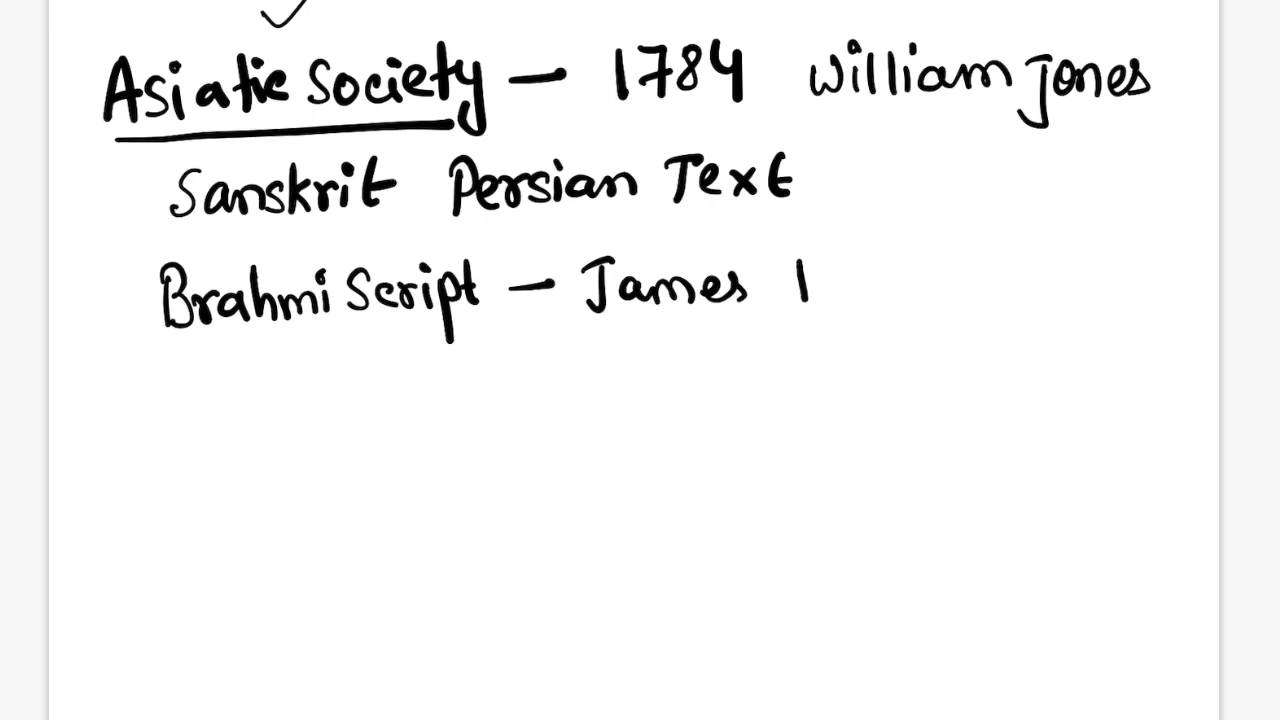 Asiatic Society - 1784 William Jones
Sanskrit Persian Text
Brahmi Script - James